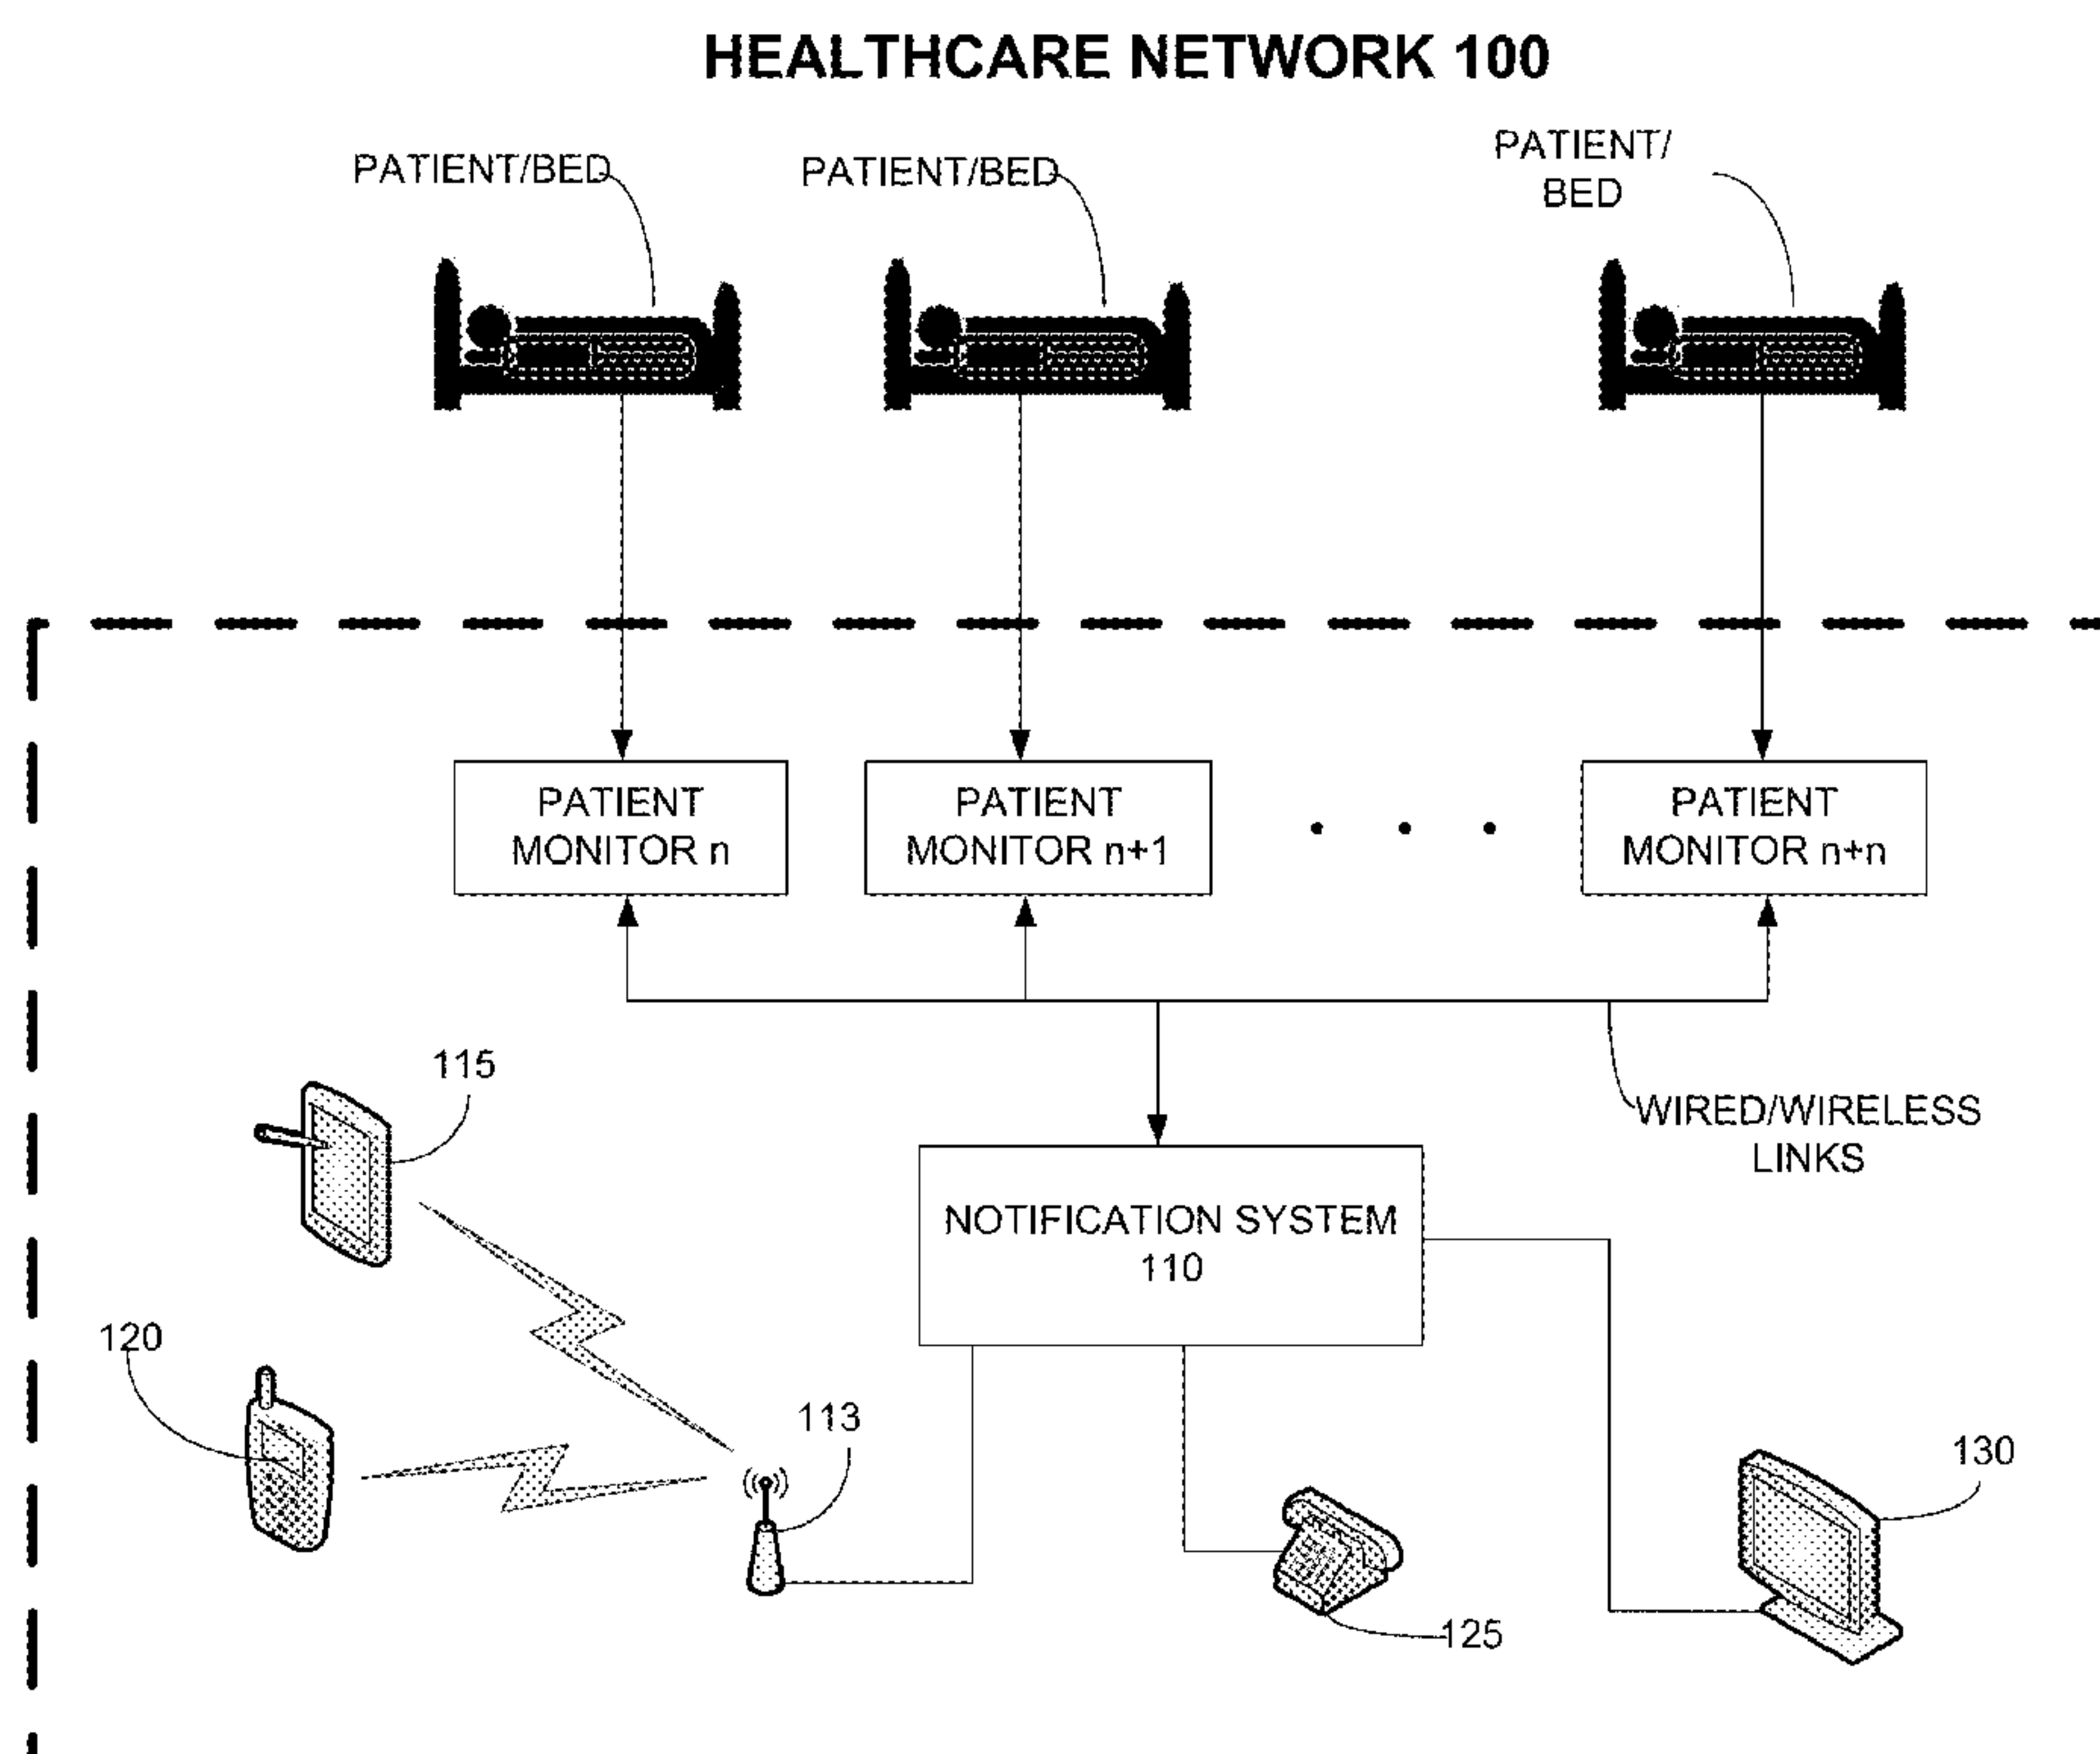 HEALTHCARE NETWORK 100
PATIENT/BED
PATIENT/BED
PATIENT/
BED
PATIENT
MONITOR n
PATIENT
MONITOR n+1
. . .
PATIENT
MONITOR n+n
115
WIRED/WIRELESS
LINKS
NOTIFICATION SYSTEM
110
120
113
130
125